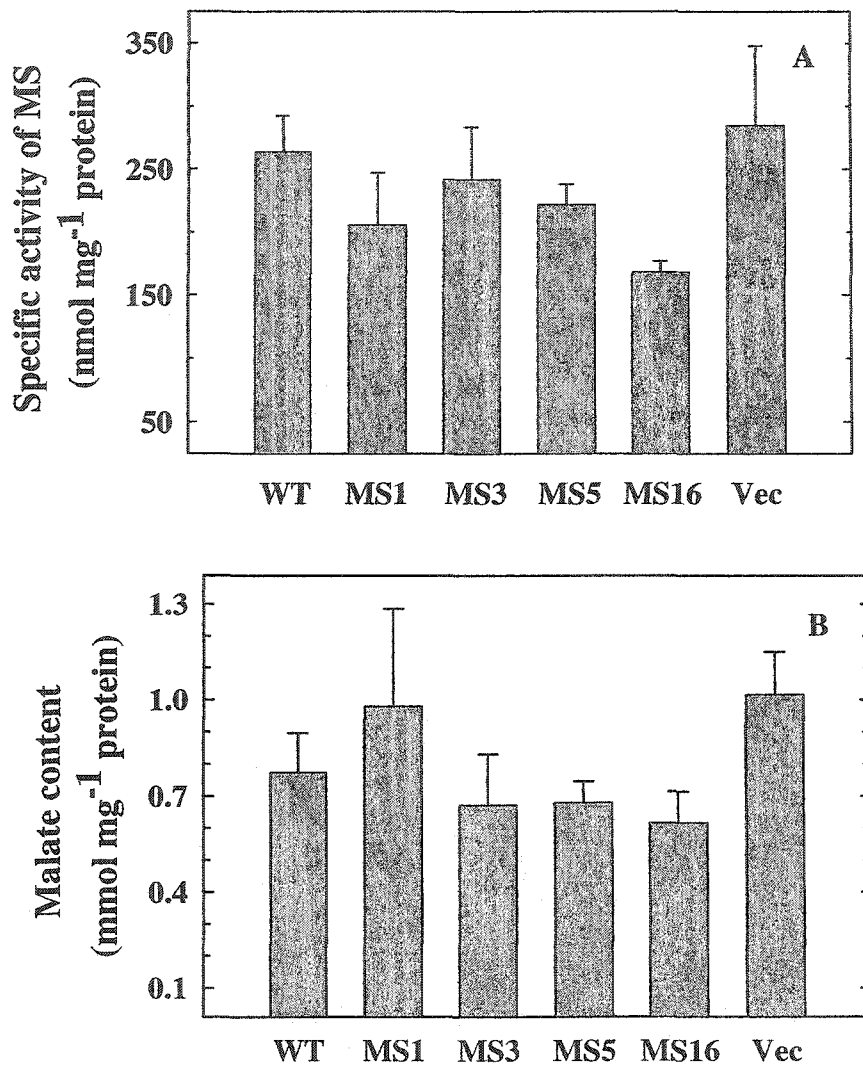 A
Specific activity of MS
(nmol mg-1 protein)
350
250
150
50
WT MS1 MS3 MS5 MS16 Vec
B
Malate content
(mmol mg-1 protein)
1.3
1.0
0.7
0.4
0.1
WT MS1 MS3 MS5 MS16 Vec